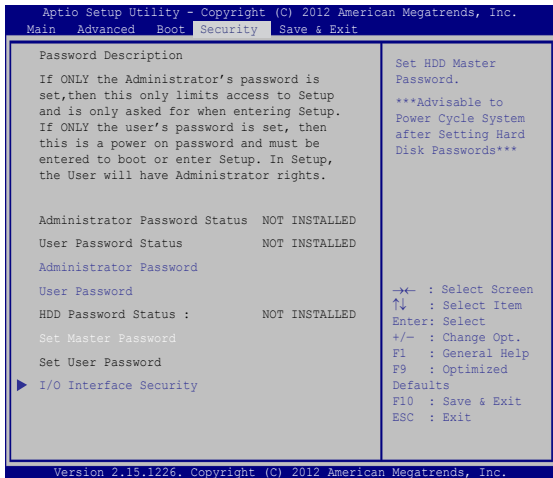 Aptio Setup Utility - Copyright (C) 2012 American Megatrends, Inc.
Main Advanced Boot Security Save & Exit
Password Description
If ONLY the Administrator's password is
set,then this only limits access to Setup
and is only asked for when entering Setup.
If ONLY the user's password is set, then
this is a power on password and must be
entered to boot or enter Setup. In Setup,
the User will have Administrator rights.
Administrator Password Status NOT INSTALLED
User Password Status NOT INSTALLED
Administrator Password
User Password
HDD Password Status : NOT INSTALLED
Set Master Password
Set User Password
I/O Interface Security
Set HDD Master
Password.
***Advisable to
Power Cycle System
after Setting Hard
Disk Passwords***
→← : Select Screen
↑↓ : Select Item
Enter: Select
+/— : Change Opt.
F1 : General Help
F9 : Optimized
Defaults
F10 : Save & Exit
ESC : Exit
Version 2.15.1226. Copyright (C) 2012 American Megatrends, Inc.